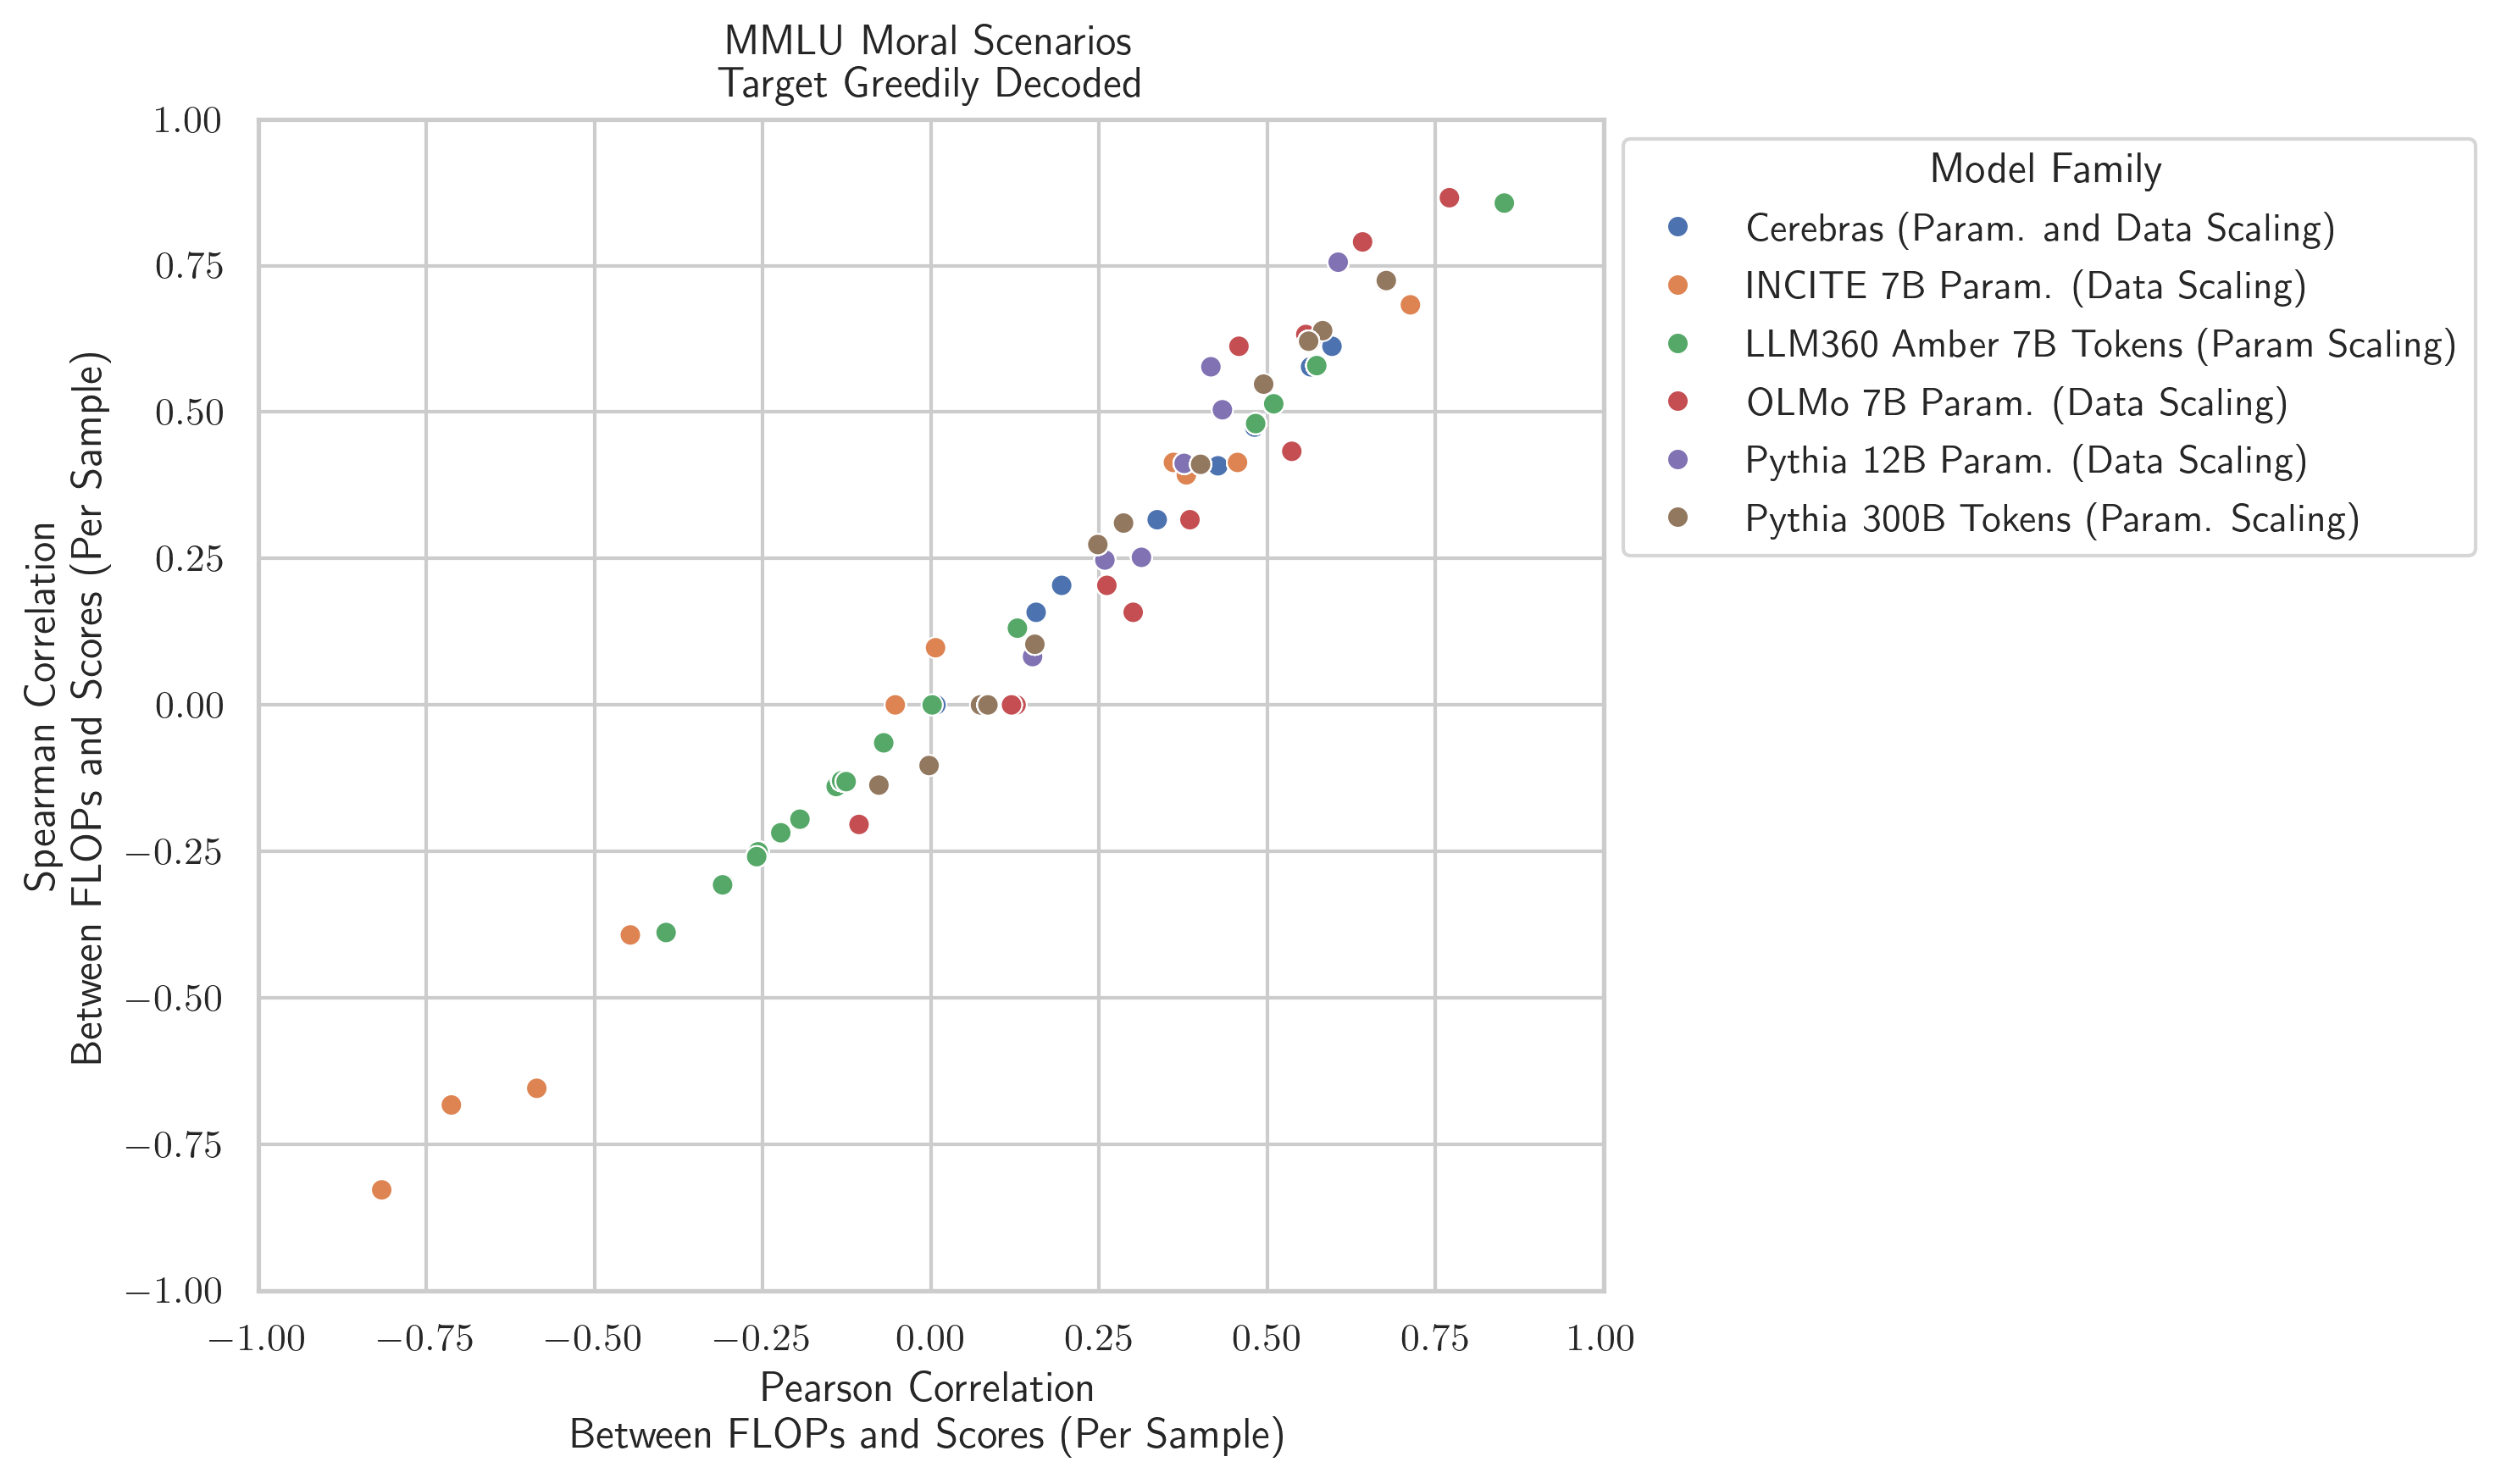 MMLU Moral Scenarios
Target Greedily Decoded
Spearman Correlation
Between FLOPs and Scores (Per Sample)
1.00
0.75
0.50
0.25
0.00
−0.25
−0.50
−0.75
−1.00
−1.00
−0.75
−0.50
−0.25
0.00
0.25
0.50
0.75
1.00
Pearson Correlation
Between FLOPs and Scores (Per Sample)
Model Family
Cerebras (Param. and Data Scaling)
INCITE 7B Param. (Data Scaling)
LLM360 Amber 7B Tokens (Param Scaling)
OLMo 7B Param. (Data Scaling)
Pythia 12B Param. (Data Scaling)
Pythia 300B Tokens (Param. Scaling)